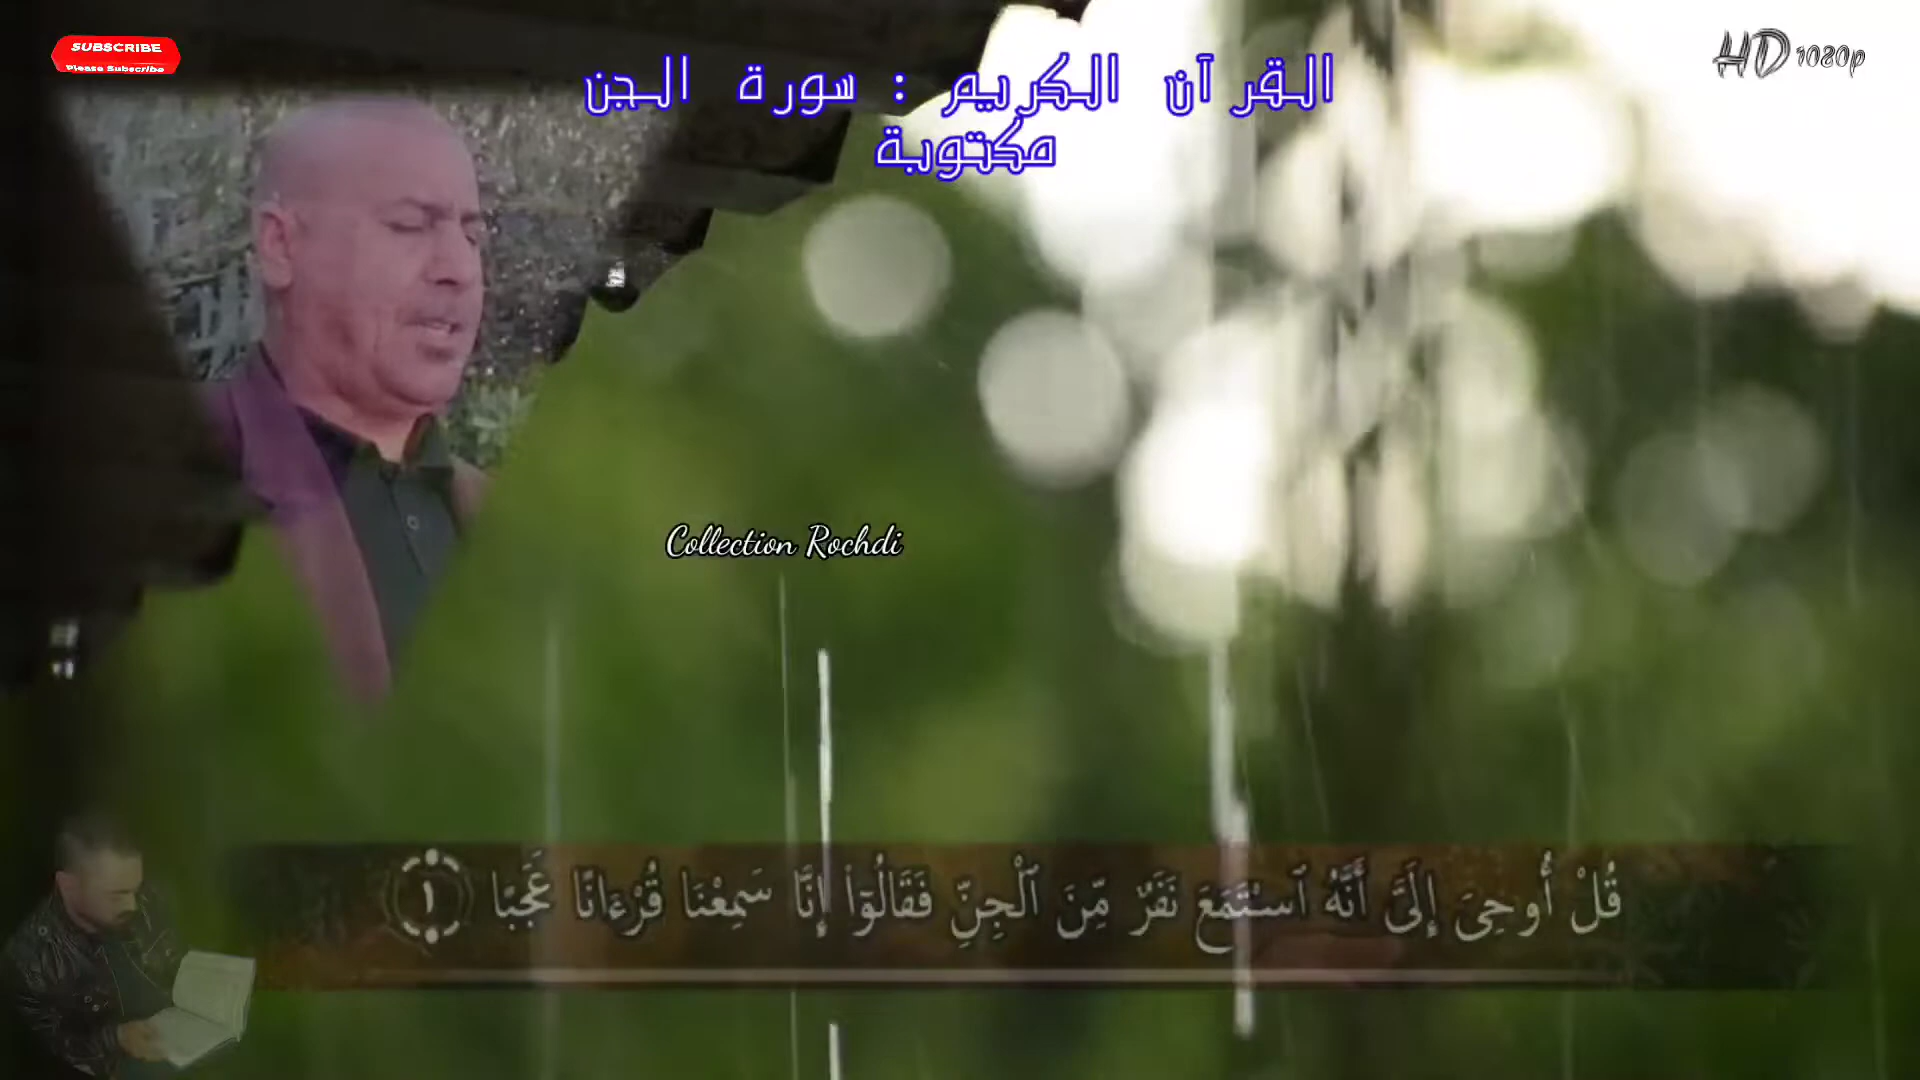 SUBSCRIBE
Please Subscribe
HD 1080p
القرآن الكريم : سورة الجن
مكتوبة
Collection Rochdi
قُلْ أُوحِىَ إِلَىَّ أَنَّهُ ٱسْتَمَعَ نَفَرٌ مِّنَ ٱلْجِنِّ فَقَالُوٓا۟ إِنَّا سَمِعْنَا قُرْءَانًا عَجَبًا ١